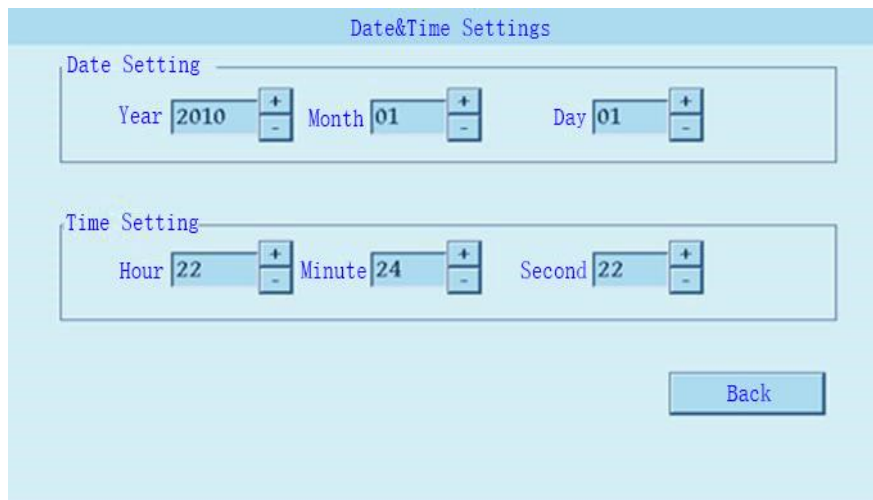 Date&Time Settings
Date Setting
Year 2010 + - Month 01 + - Day 01 + -
Time Setting
Hour 22 + - Minute 24 + - Second 22 + -
Back